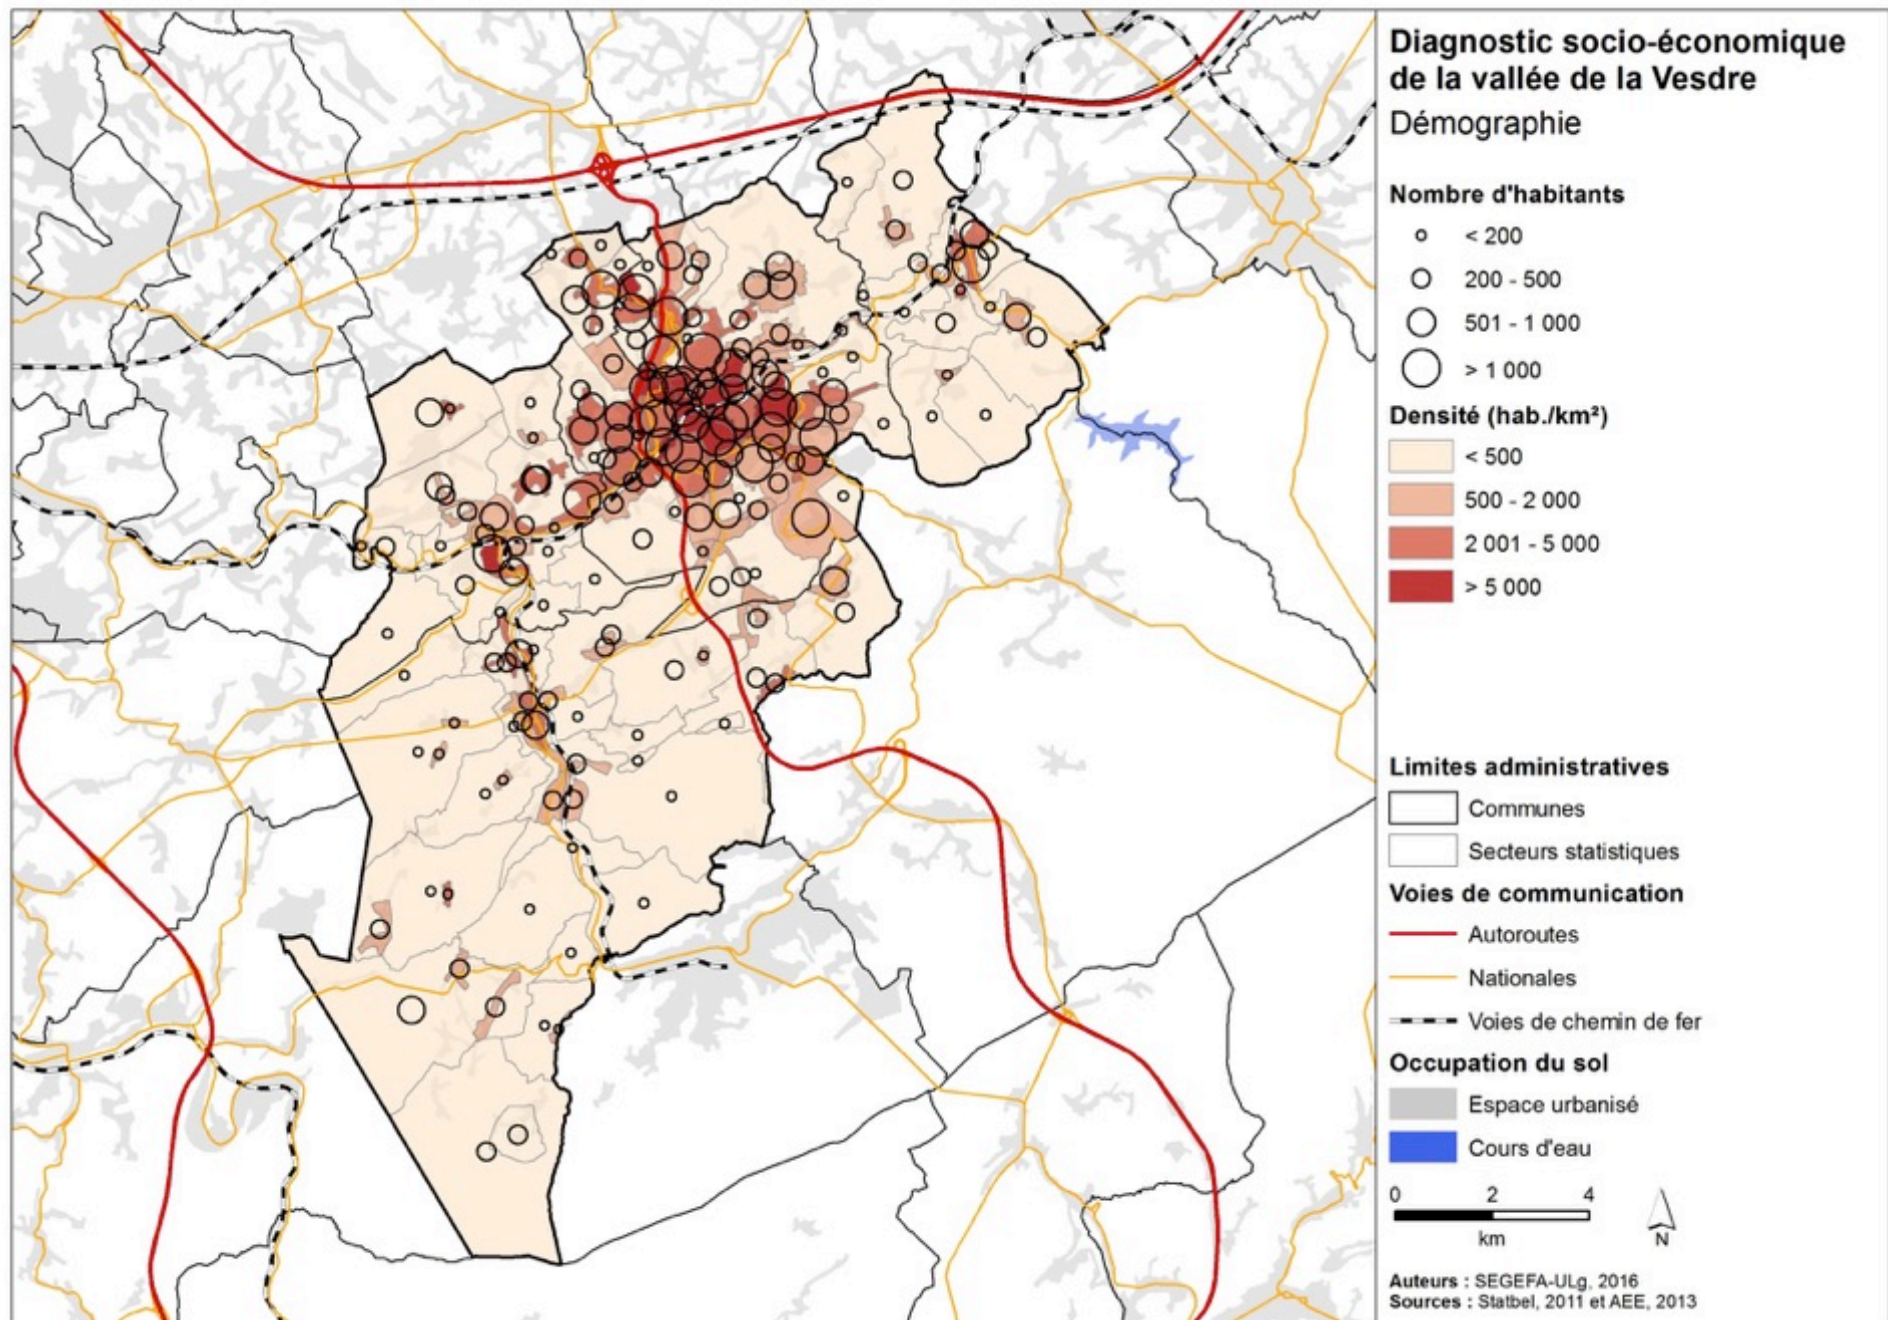 Diagnostic socio-économique
de la vallée de la Vesdre
Démographie
Nombre d'habitants
< 200
200 - 500
501 - 1 000
> 1 000
Densité (hab./km²)
< 500
500 - 2 000
2 001 - 5 000
> 5 000
Limites administratives
Communes
Secteurs statistiques
Voies de communication
Autoroutes
Nationales
Voies de chemin de fer
Occupation du sol
Espace urbanisé
Cours d'eau
0 2 4
km
N
Auteurs : SEGEFA-ULg, 2016
Sources : Statbel, 2011 et AEE, 2013